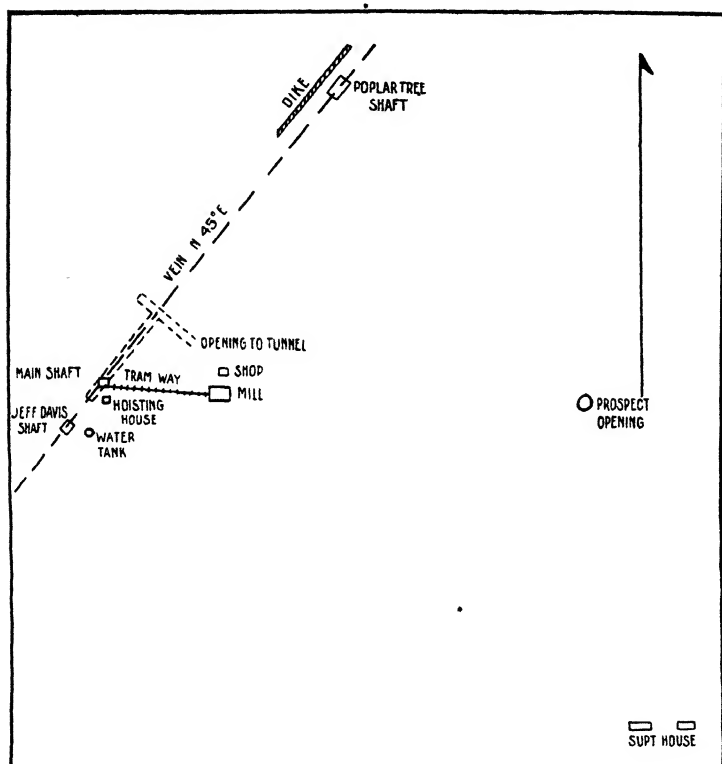 DIKE
POPLAR TREE
SHAFT
VEIN N 45° E
OPENING TO TUNNEL
MAIN SHAFT
TRAM WAY
SHOP
MILL
HOISTING
HOUSE
JEFF DAVIS
SHAFT
WATER
TANK
PROSPECT
OPENING
SUPT HOUSE